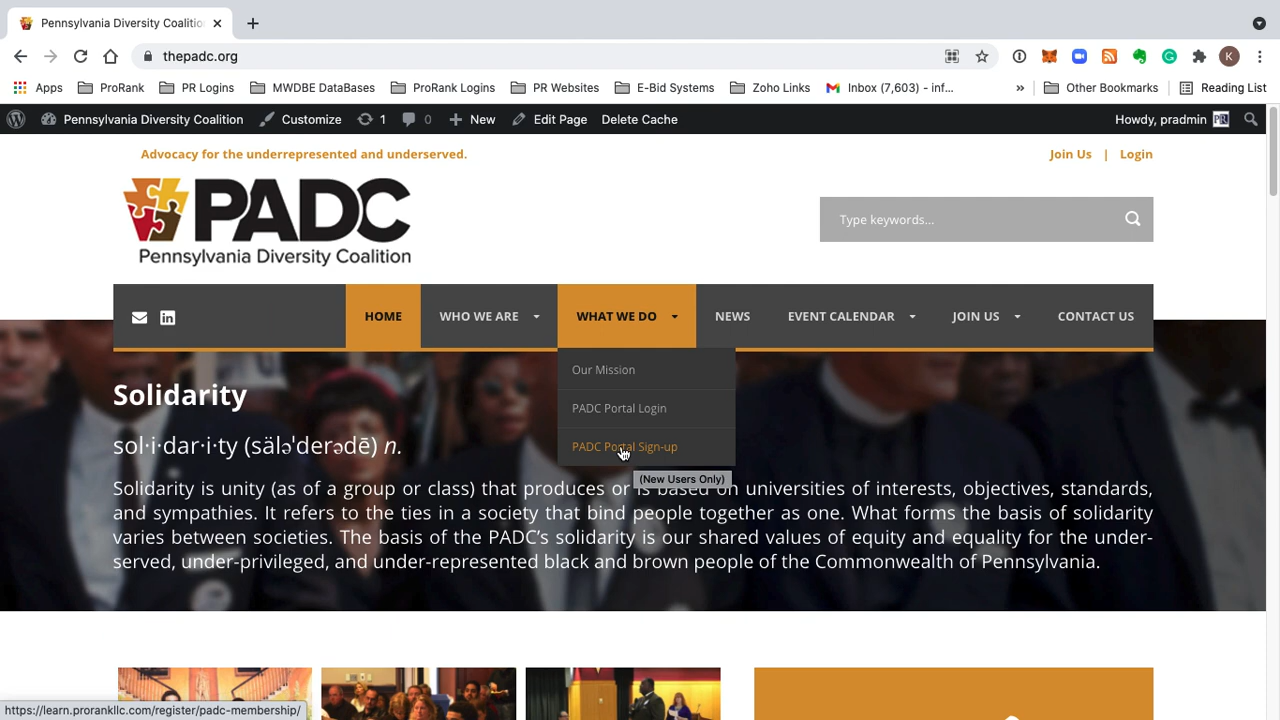 Pennsylvania Diversity Coalitio
thepadc.org
Apps ProRank PR Logins MWDBE DataBases ProRank Logins PR Websites E-Bid Systems Zoho Links Inbox (7,603) - inf... » Other Bookmarks Reading List
Pennsylvania Diversity Coalition Customize 1 0 New Edit Page Delete Cache Howdy, pradmin PR
Advocacy for the underrepresented and underserved. Join Us | Login
PADC
Pennsylvania Diversity Coalition
Type keywords...
HOME WHO WE ARE WHAT WE DO NEWS EVENT CALENDAR JOIN US CONTACT US
Our Mission
PADC Portal Login
PADC Portal Sign-up
(New Users Only)
Solidarity
sol·i·dar·i·ty (säləˈderədē) n.
Solidarity is unity (as of a group or class) that produces or is based on universities of interests, objectives, standards,
and sympathies. It refers to the ties in a society that bind people together as one. What forms the basis of solidarity
varies between societies. The basis of the PADC's solidarity is our shared values of equity and equality for the under-
served, under-privileged, and under-represented black and brown people of the Commonwealth of Pennsylvania.
https://learn.prorankllc.com/register/padc-membership/